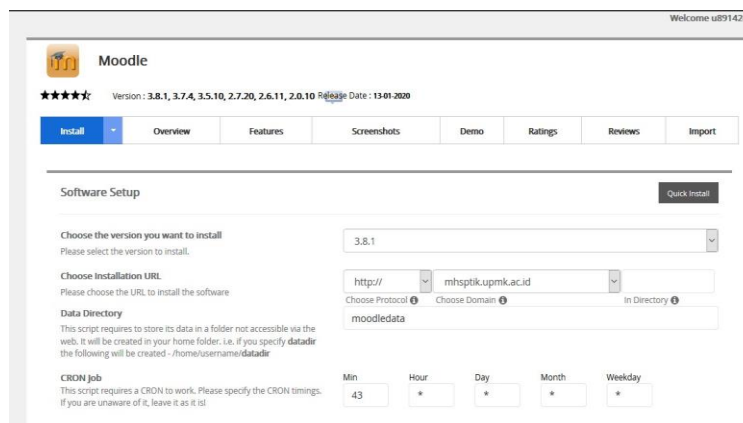 Welcome u89142
Moodle
Version : 3.8.1, 3.7.4, 3.5.10, 2.7.20, 2.6.11, 2.0.10 Release Date : 13-01-2020
Install Overview Features Screenshots Demo Ratings Reviews Import
Software Setup
Quick Install
Choose the version you want to install
Please select the version to install.
3.8.1
Choose Installation URL
Please choose the URL to install the software
http:// mhsptik.upmk.ac.id
Choose Protocol Choose Domain In Directory
Data Directory
This script requires to store its data in a folder not accessible via the
web. It will be created in your home folder. i.e. if you specify datadir
the following will be created - /home/username/datadir
moodledata
CRON Job
This script requires a CRON to work. Please specify the CRON timings.
If you are unaware of it, leave it as it is!
Min Hour Day Month Weekday
43 * * * *